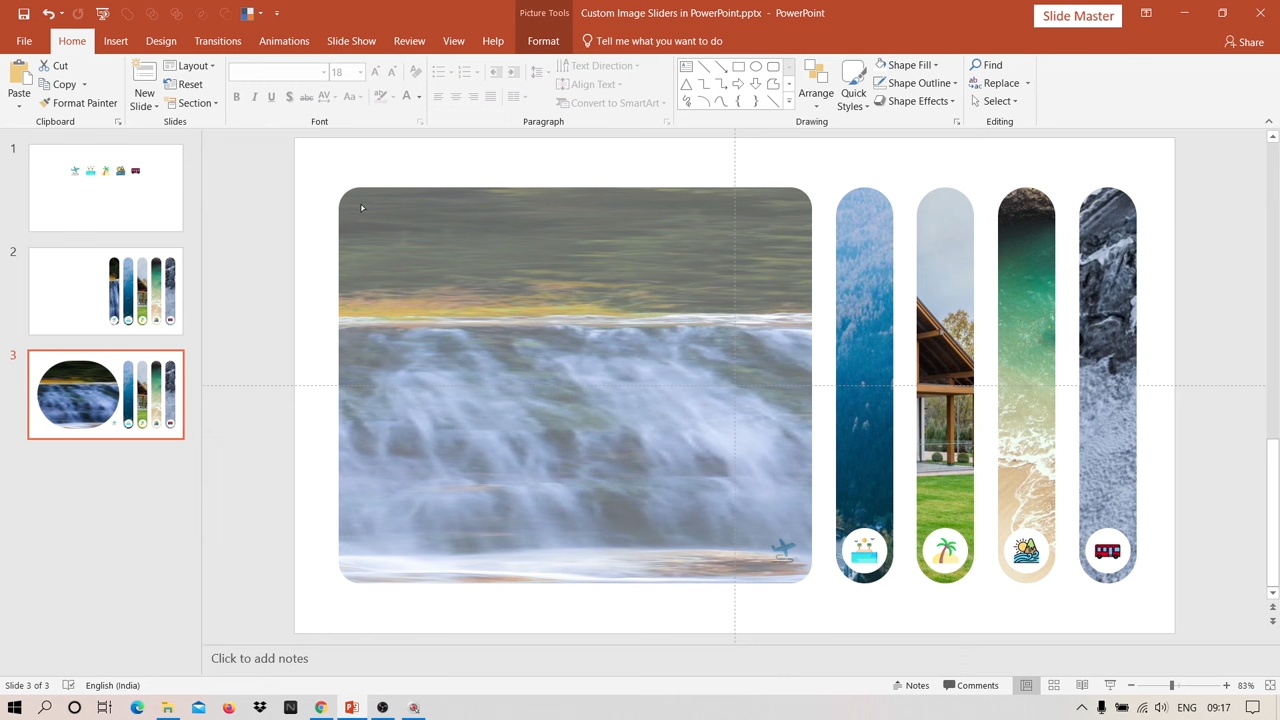 Picture Tools
Custom Image Sliders in PowerPoint.pptx - PowerPoint
Slide Master
File
Home
Insert
Design
Transitions
Animations
Slide Show
Review
View
Help
Format
Tell me what you want to do
Share
Paste
Cut
Copy
Format Painter
Clipboard
New
Slide
Layout
Reset
Section
Slides
18
B I U S abc AV Aa A
Font
Text Direction
Align Text
Convert to SmartArt
Paragraph
Arrange
Quick
Styles
Shape Fill
Shape Outline
Shape Effects
Drawing
Find
Replace
Select
Editing
1
2
3
Click to add notes
Slide 3 of 3
English (India)
Notes
Comments
83%
ENG
09:17